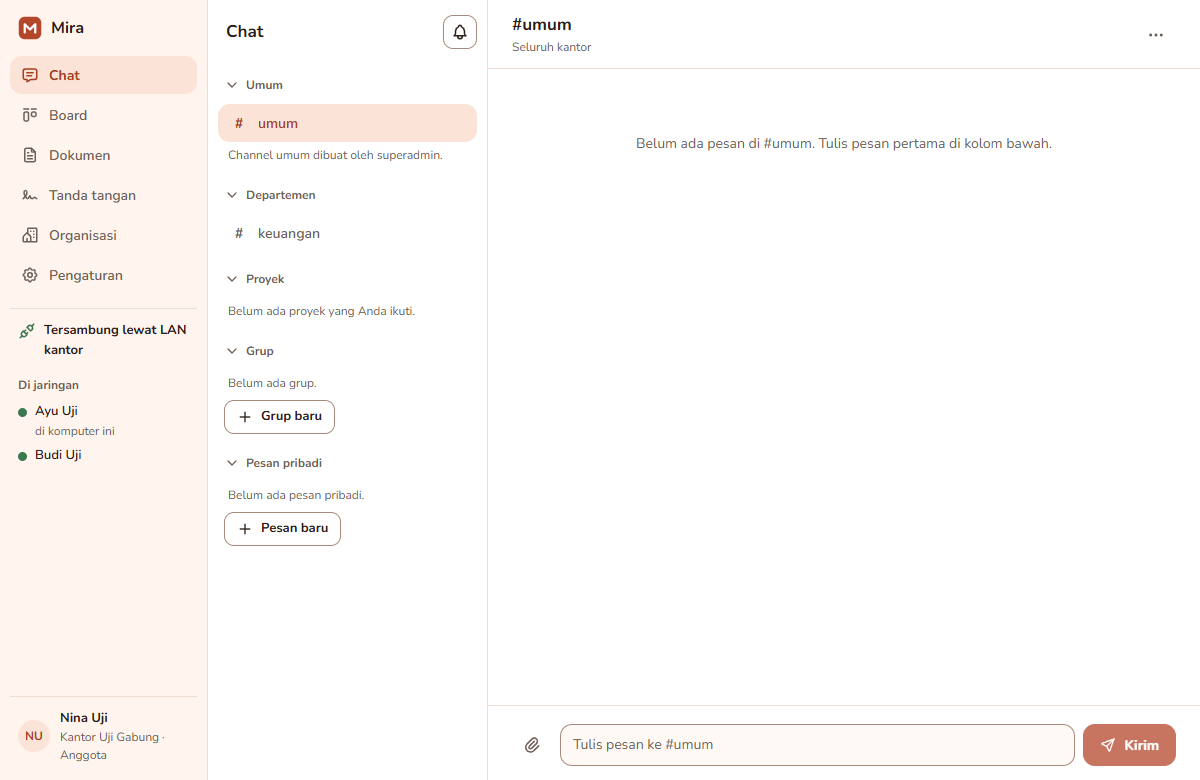 Mira
Chat
Board
Dokumen
Tanda tangan
Organisasi
Pengaturan
Tersambung lewat LAN
kantor
Di jaringan
Ayu Uji
di komputer ini
Budi Uji
NU
Nina Uji
Kantor Uji Gabung ·
Anggota
Chat
Umum
# umum
Channel umum dibuat oleh superadmin.
Departemen
# keuangan
Proyek
Belum ada proyek yang Anda ikuti.
Grup
Belum ada grup.
+ Grup baru
Pesan pribadi
Belum ada pesan pribadi.
+ Pesan baru
#umum
Seluruh kantor
Belum ada pesan di #umum. Tulis pesan pertama di kolom bawah.
Tulis pesan ke #umum
Kirim